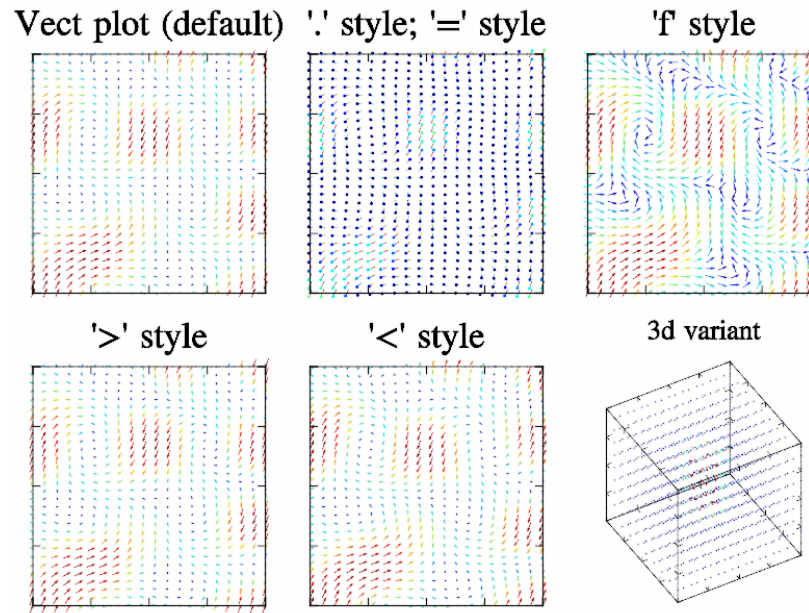 Vect plot (default)
'.' style; '=' style
'f' style
'>' style
'<' style
3d variant